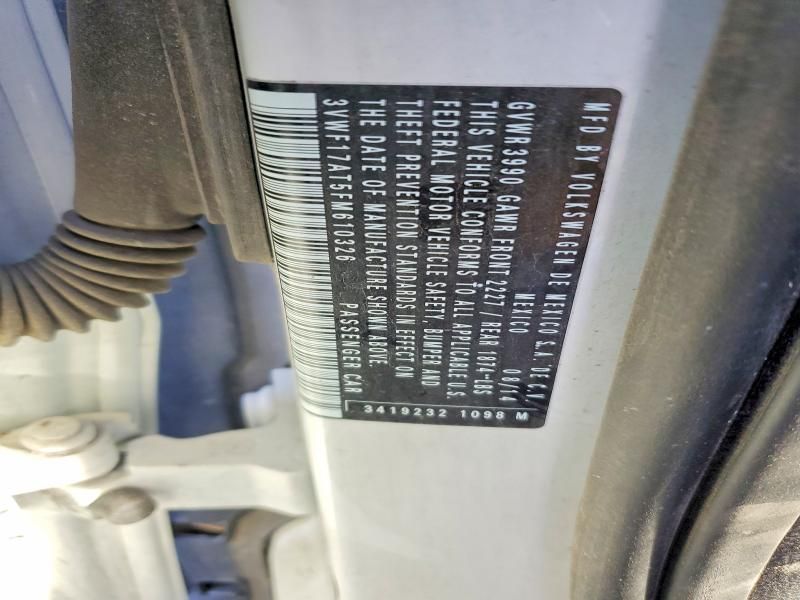 MFD BY VOLKSWAGEN DE MEXICO S.A. DE C.V/
MEXICO 08/14
GVWR 3990 GAWR FRONT 2227/ REAR 1874-LBS
THIS VEHICLE CONFORMS TO ALL APPLICABLE U.S.
FEDERAL MOTOR VEHICLE SAFETY BUMPER AND
THEFT PREVENTION STANDARDS IN EFFECT ON
THE DATE OF MANUFACTURE SHOWN ABOVE.
3VWF17AT5FM610326 PASSENGER CAR
3419232 1098 M